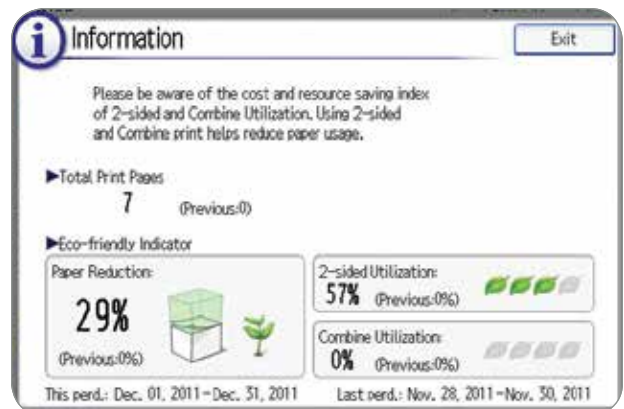 i Information
Exit
Please be aware of the cost and resource saving index
of 2-sided and Combine Utilization. Using 2-sided
and Combine print helps reduce paper usage.
▶Total Print Pages
7 (Previous:0)
▶Eco-friendly Indicator
Paper Reduction:
29%
(Previous:0%)
2-sided Utilization:
57% (Previous:0%)
Combine Utilization:
0% (Previous:0%)
This perd.: Dec. 01, 2011-Dec. 31, 2011
Last perd.: Nov. 28, 2011-Nov. 30, 2011